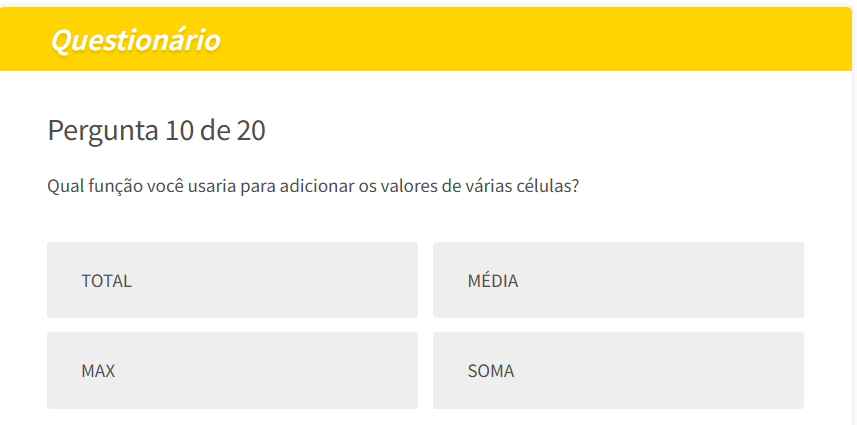 Questionário
Pergunta 10 de 20
Qual função você usaria para adicionar os valores de várias células?
TOTAL
MÉDIA
MAX
SOMA